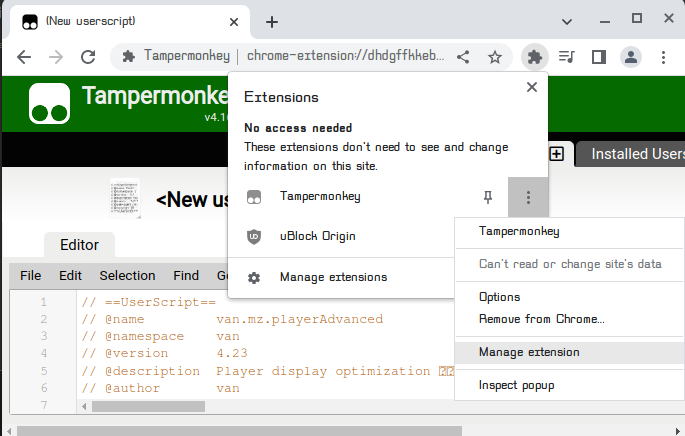 (New userscript)
Tampermonkey | chrome-extension://dhdgffkkeb...
Tampermonke
v4.1
Extensions
No access needed
These extensions don't need to see and change
information on this site.
Installed Users
Tampermonkey
<New us
uBlock Origin
Tampermonkey
Editor
Can't read or change site's data
Manage extensions
File Edit Selection Find G
Options
Remove from Chrome...
1 // ==UserScript==
2 // @name van.mz.playerAdvanced
3 // @namespace van
4 // @version 4.23
Manage extension
5 // @description Player display optimization
6 // @author van
Inspect popup
7